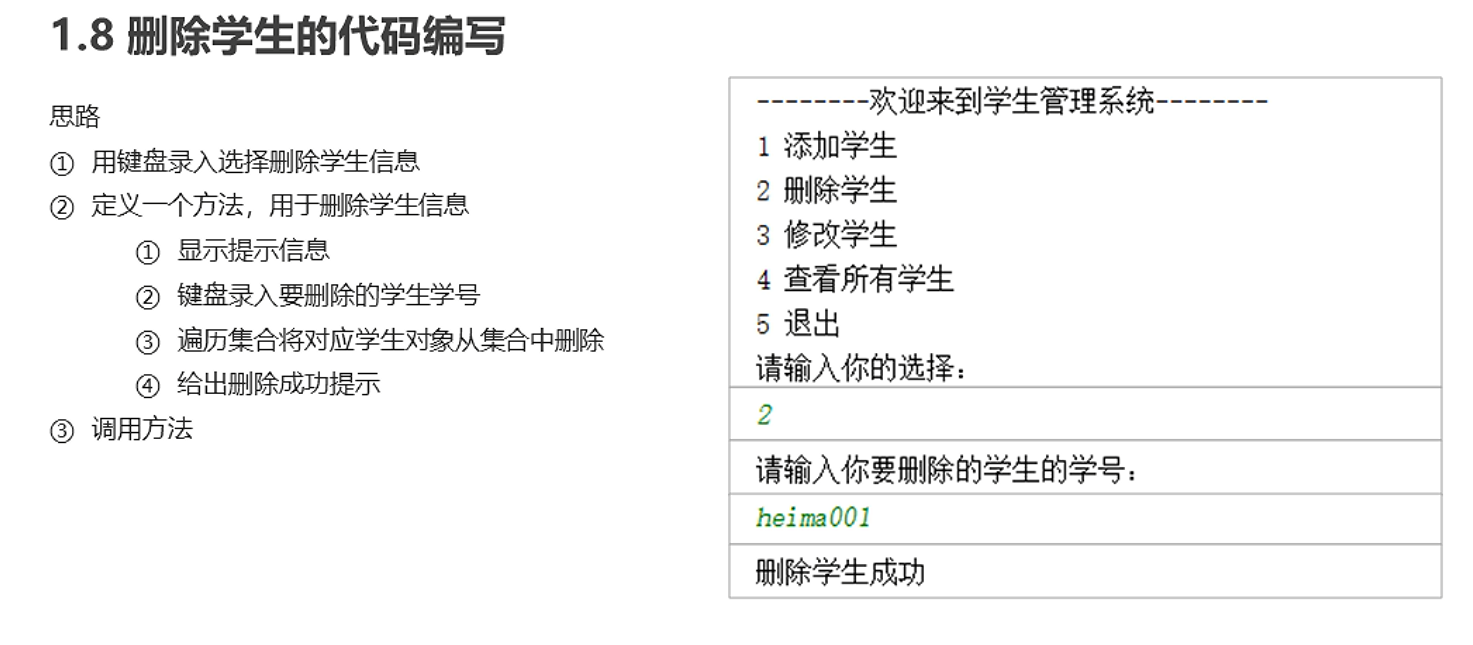 1.8 删除学生的代码编写
思路
① 用键盘录入选择删除学生信息
② 定义一个方法，用于删除学生信息
① 显示提示信息
② 键盘录入要删除的学生学号
③ 遍历集合将对应学生对象从集合中删除
④ 给出删除成功提示
③ 调用方法
--------欢迎来到学生管理系统--------
1 添加学生
2 删除学生
3 修改学生
4 查看所有学生
5 退出
请输入你的选择：
2
请输入你要删除的学生的学号：
heima001
删除学生成功